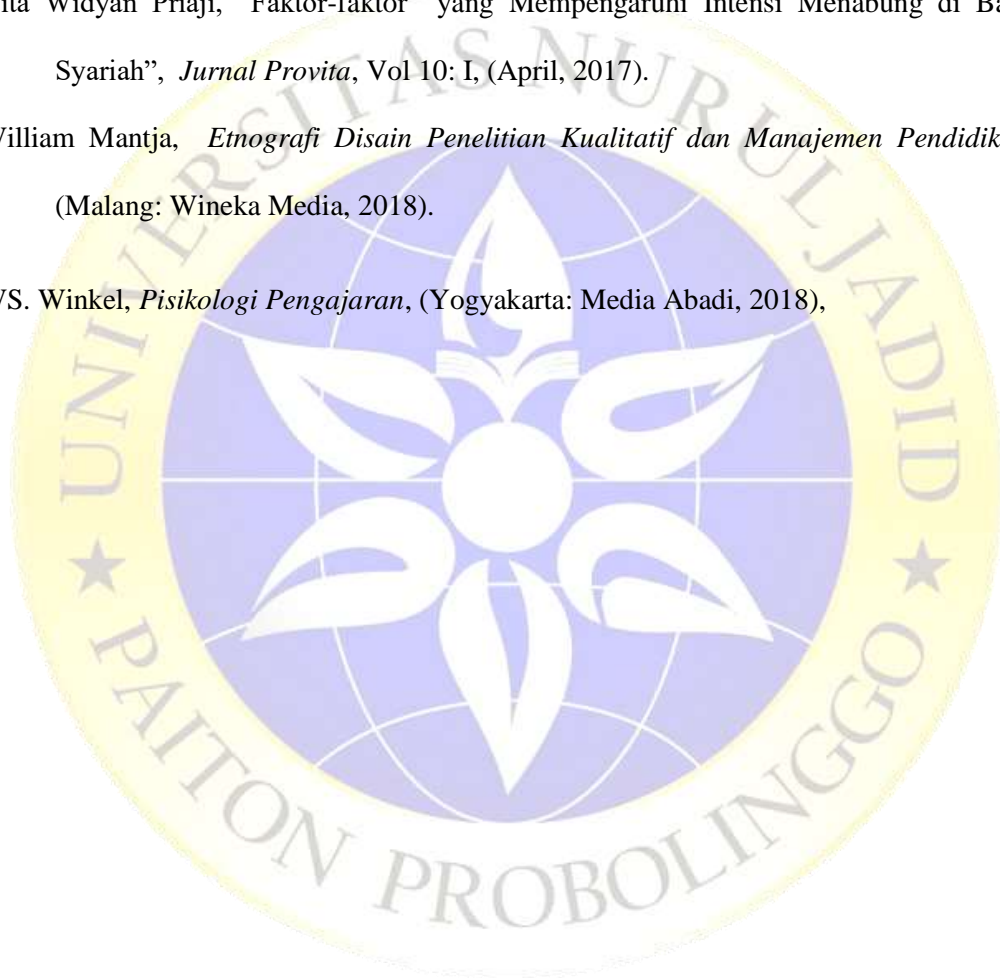 ita Widyan Priaji, Faktor-faktor” yang Mempengaruhi Intensi Menabung di Ba
Syariah”, Jurnal Provita, Vol 10: I, (April, 2017).
William Mantja, Etnografi Disain Penelitian Kualitatif dan Manajemen Pendidik
(Malang: Wineka Media, 2018).
WS. Winkel, Pisikologi Pengajaran, (Yogyakarta: Media Abadi, 2018),
UNIVERSITAS NURUL JADID
PAITON PROBOLINGGO